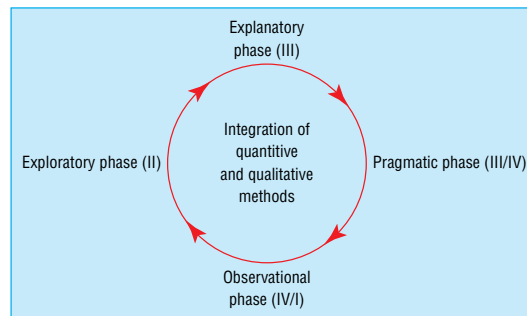 Explanatory
phase (III)
Integration of
quantitive
and qualitative
methods
Exploratory phase (II)
Pragmatic phase (III/IV)
Observational
phase (IV/I)